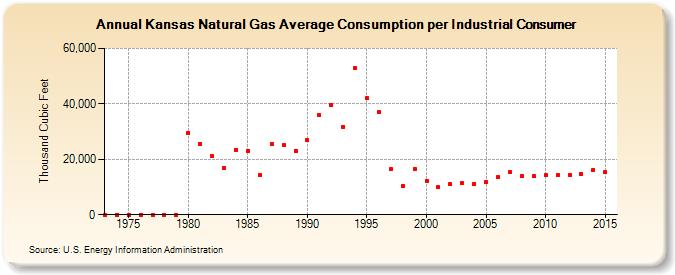 Annual Kansas Natural Gas Average Consumption per Industrial Consumer
Thousand Cubic Feet
60,000
40,000
20,000
0
1975 1980 1985 1990 1995 2000 2005 2010 2015
Source: U.S. Energy Information Administration